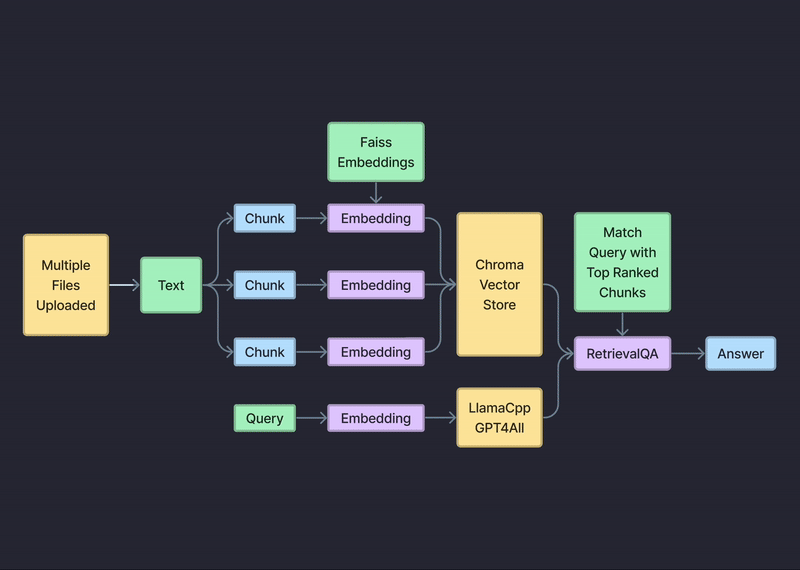 Faiss
Embeddings
Chunk
Embedding
Multiple
Files
Uploaded
Text
Chunk
Embedding
Chunk
Embedding
Chroma
Vector
Store
Match
Query with
Top Ranked
Chunks
Query
Embedding
LlamaCpp
GPT4All
RetrievalQA
Answer